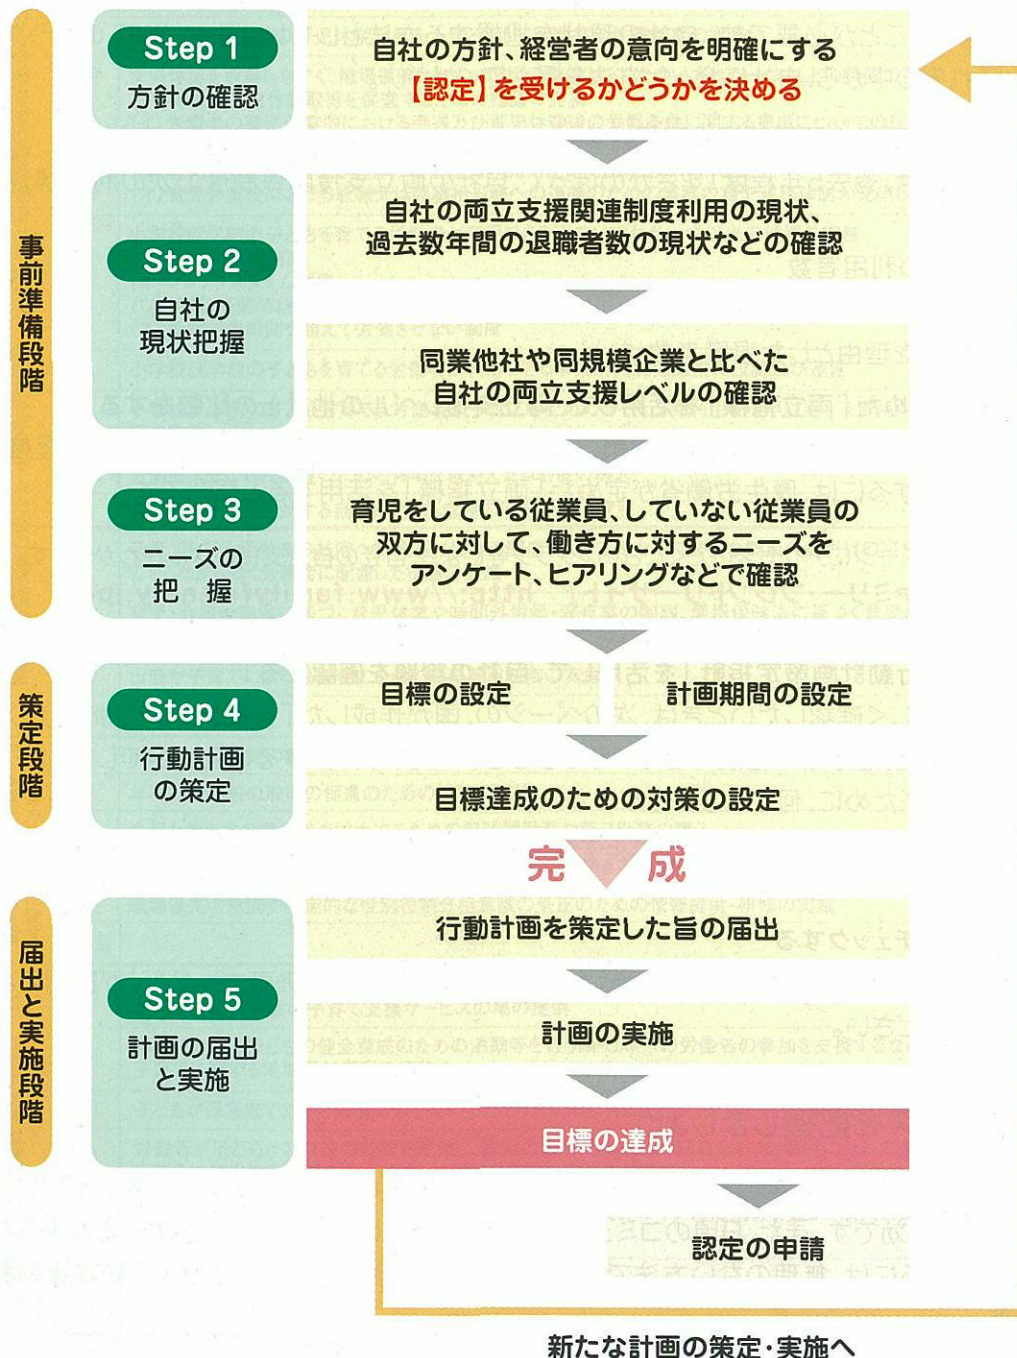 事前準備段階
Step 1
方針の確認
自社の方針、経営者の意向を明確にする
【認定】を受けるかどうかを決める
Step 2
自社の
現状把握
自社の両立支援関連制度利用の現状、
過去数年間の退職者数の現状などの確認
同業他社や同規模企業と比べた
自社の両立支援レベルの確認
Step 3
ニーズの
把　握
育児をしている従業員、していない従業員の
双方に対して、働き方に対するニーズを
アンケート、ヒアリングなどで確認
策定段階
Step 4
行動計画
の策定
目標の設定
計画期間の設定
目標達成のための対策の設定
完　成
届出と実施段階
Step 5
計画の届出
と実施
行動計画を策定した旨の届出
計画の実施
目標の達成
認定の申請
新たな計画の策定・実施へ